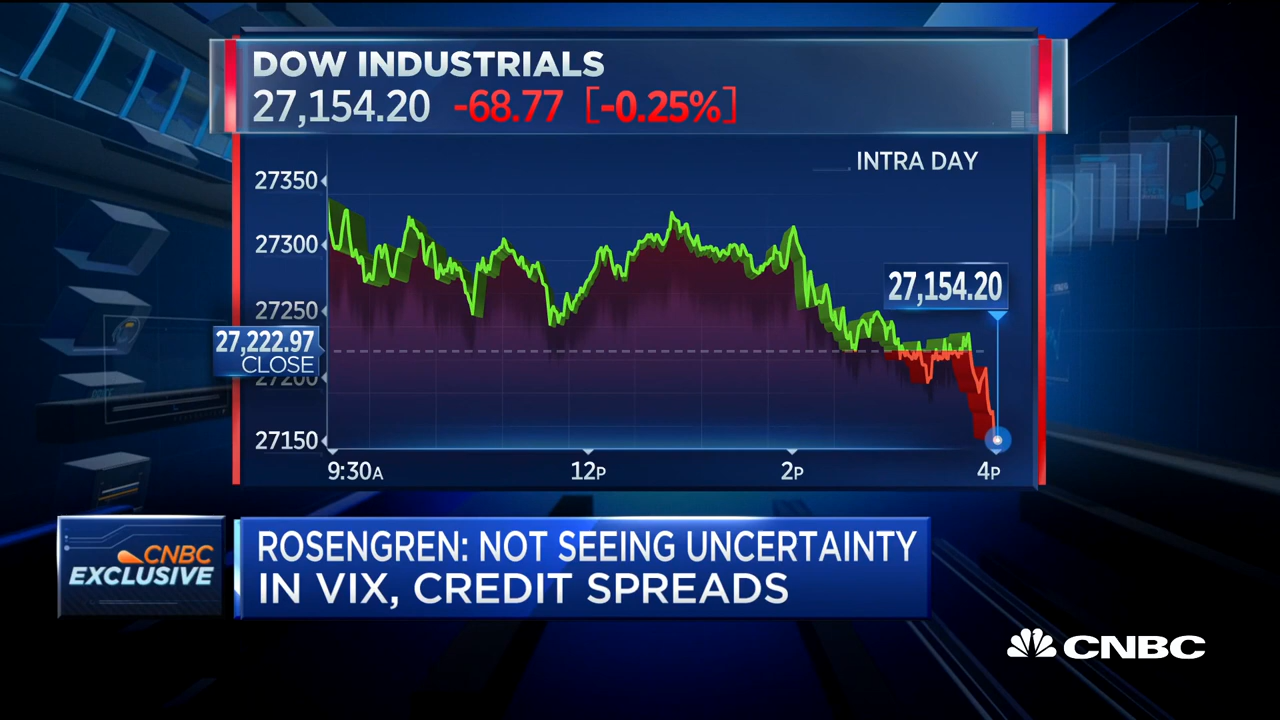 DOW INDUSTRIALS
27,154.20 -68.77 [-0.25%]
INTRA DAY
27350
27300
27250
27,222.97
CLOSE
27200
27150
27,154.20
9:30A 12P 2P 4P
CNBC
EXCLUSIVE
ROSENGREN: NOT SEEING UNCERTAINTY
IN VIX, CREDIT SPREADS
CNBC